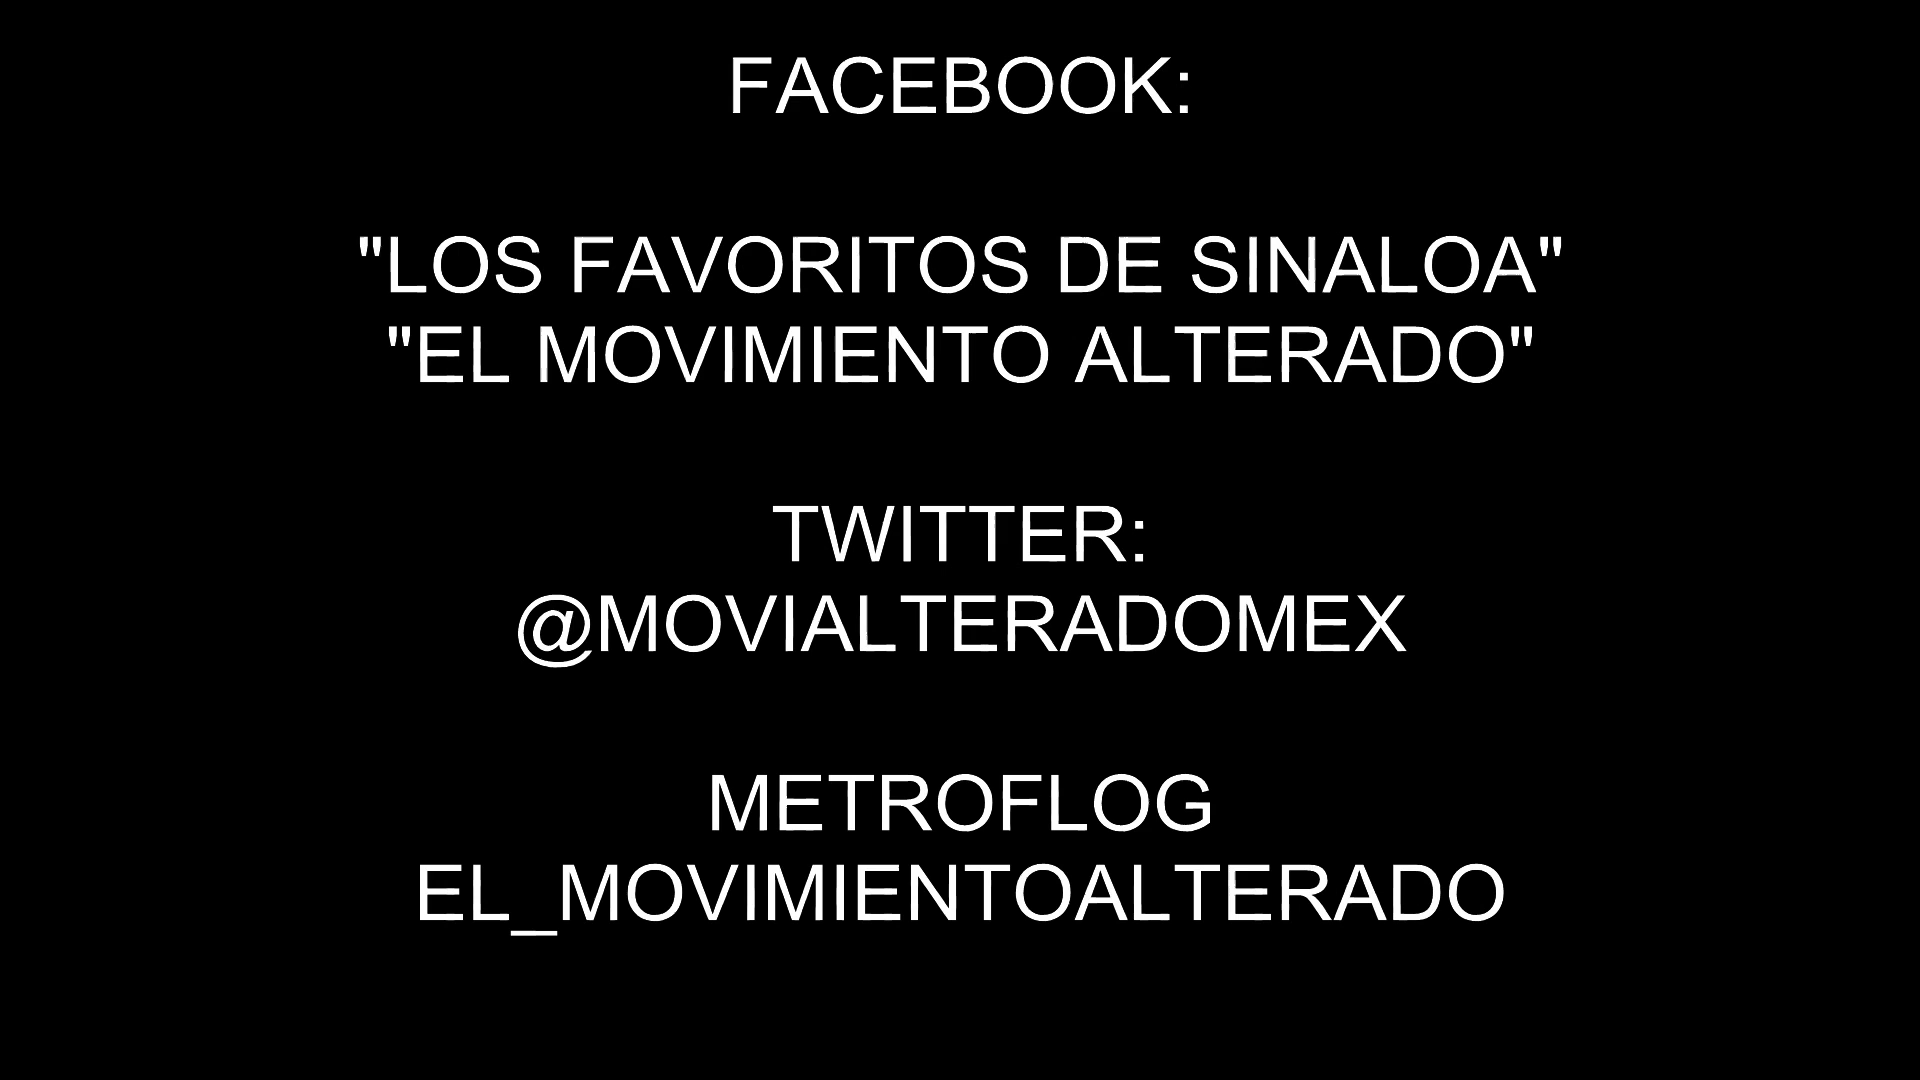 FACEBOOK:
"LOS FAVORITOS DE SINALOA"
"EL MOVIMIENTO ALTERADO"
TWITTER:
@MOVIALTERADOMEX
METROFLOG
EL_MOVIMIENTOALTERADO